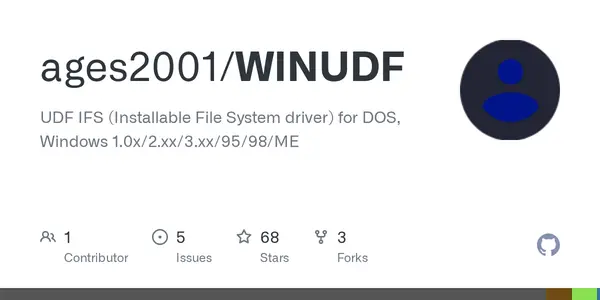 ages2001/WINUDF
UDF IFS (Installable File System driver) for DOS,
Windows 1.0x/2.xx/3.xx/95/98/ME
1 5 68 3
Contributor Issues Stars Forks